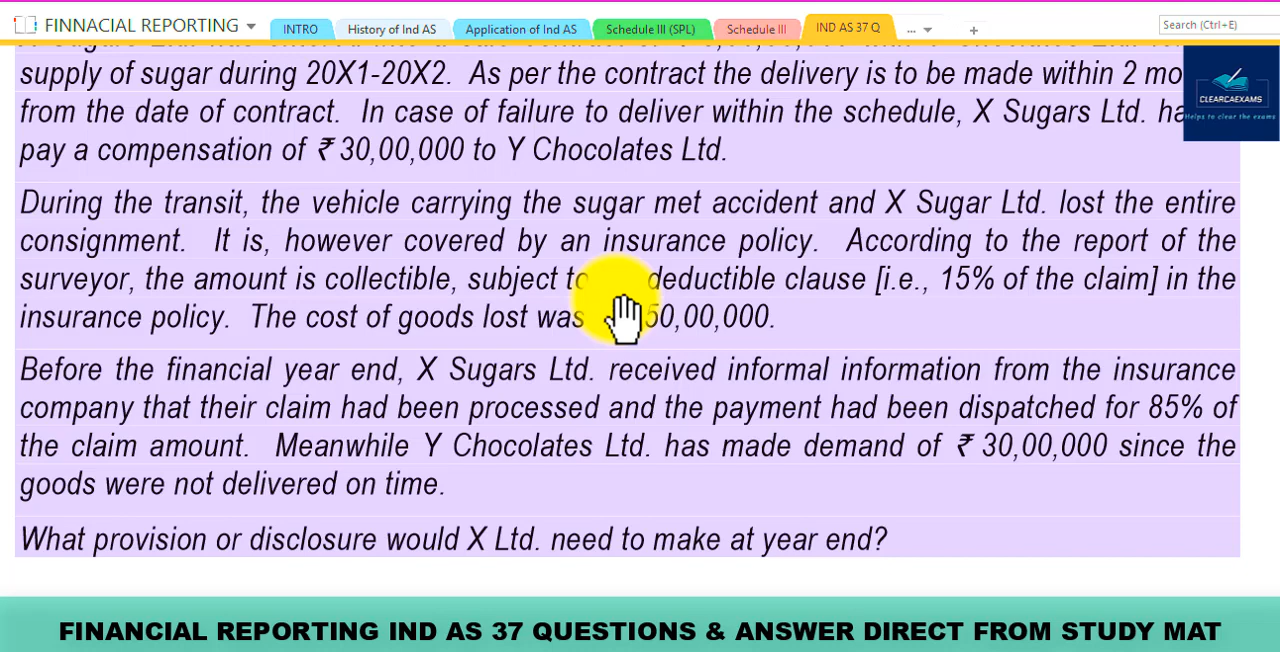 FINNACIAL REPORTING
INTRO
History of Ind AS
Application of Ind AS
Schedule III (SPL)
Schedule III
IND AS 37 Q
...
Search (Ctrl+E)
CLEARCAEXAMS
Helps to clear the exams
supply of sugar during 20X1-20X2. As per the contract the delivery is to be made within 2
from the date of contract. In case of failure to deliver within the schedule, X Sugars Ltd.
pay a compensation of ₹ 30,00,000 to Y Chocolates Ltd.
During the transit, the vehicle carrying the sugar met accident and X Sugar Ltd. lost the entire
consignment. It is, however covered by an insurance policy. According to the report of the
surveyor, the amount is collectible, subject to deductible clause [i.e., 15% of the claim] in the
insurance policy. The cost of goods lost was 50,00,000.
Before the financial year end, X Sugars Ltd. received informal information from the insurance
company that their claim had been processed and the payment had been dispatched for 85% of
the claim amount. Meanwhile Y Chocolates Ltd. has made demand of ₹ 30,00,000 since the
goods were not delivered on time.
What provision or disclosure would X Ltd. need to make at year end?
FINANCIAL REPORTING IND AS 37 QUESTIONS & ANSWER DIRECT FROM STUDY MAT